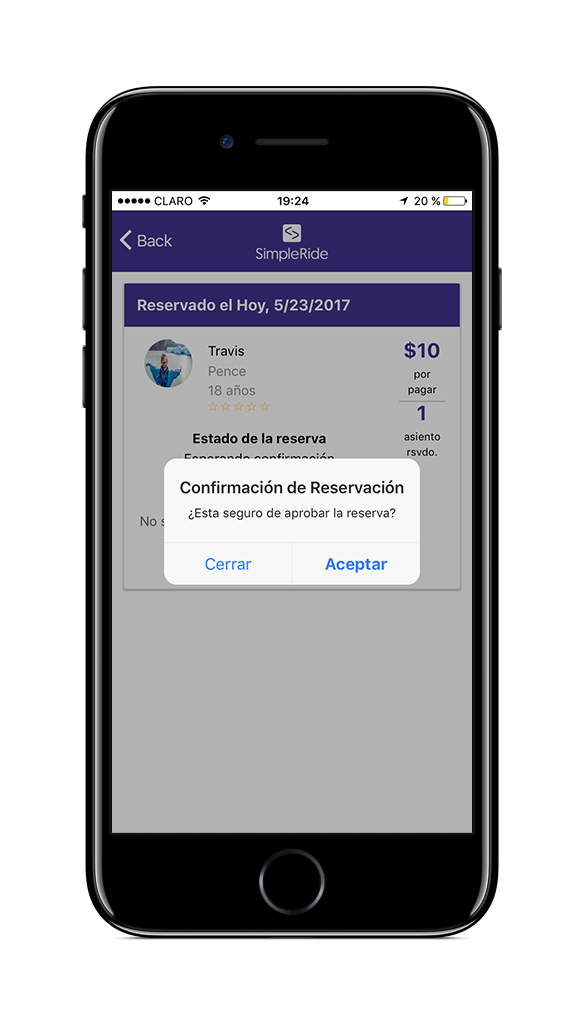 CLARO 19:24 20 %
Back
SimpleRide
Reservado el Hoy, 5/23/2017
Travis
$10
Pence
por
18 años
pagar
1
asiento
Estado de la reserva
rsvdo.
Esperando confirmación
Confirmación de Reservación
¿Esta seguro de aprobar la reserva?
No
Cerrar
Aceptar